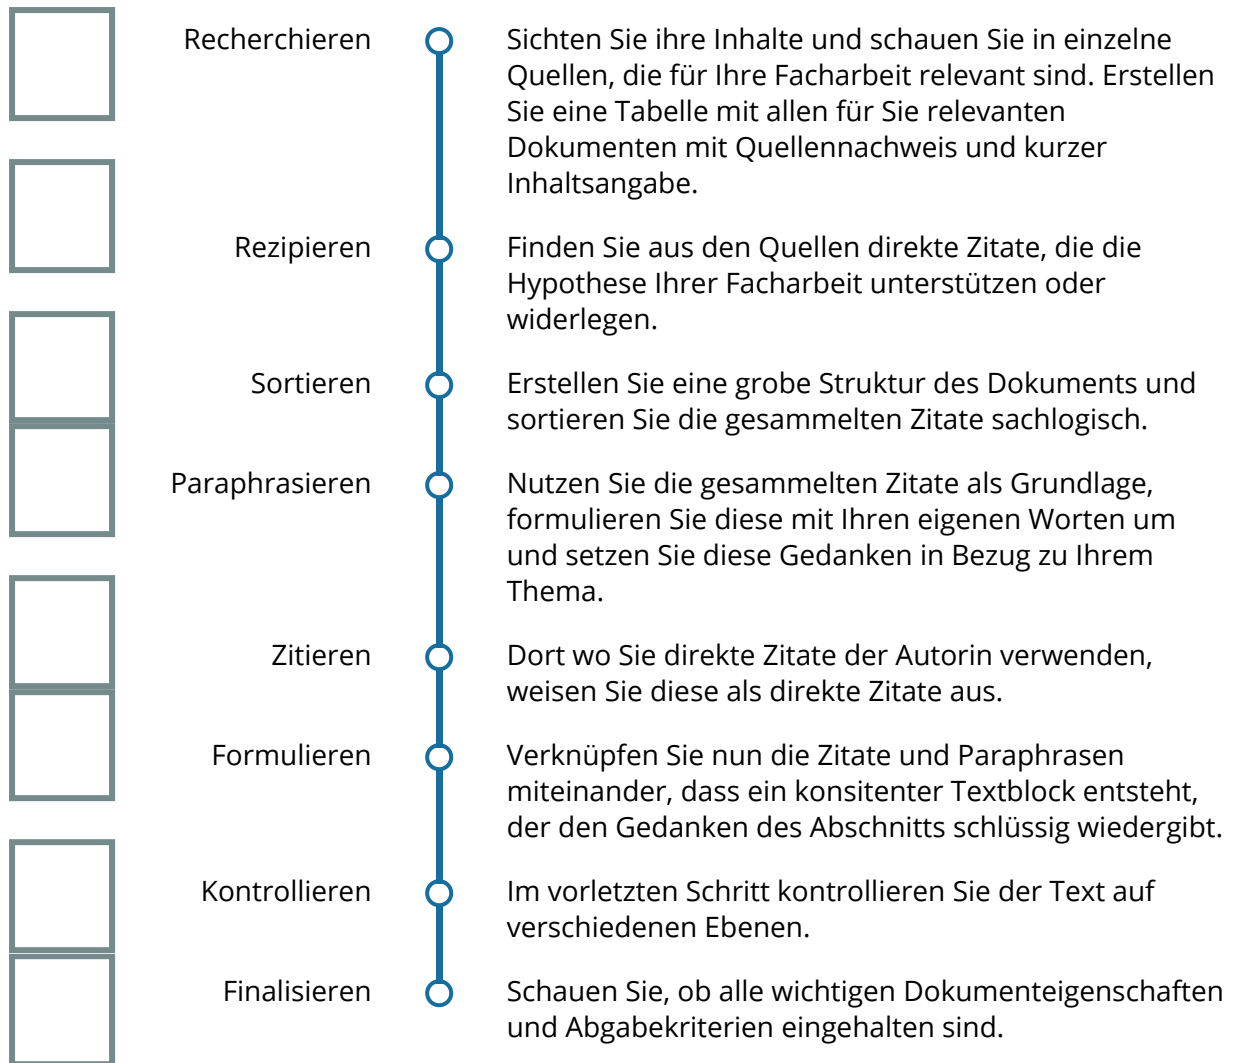 Recherchieren
Sichten Sie ihre Inhalte und schauen Sie in einzelne
Quellen, die für Ihre Facharbeit relevant sind. Erstellen
Sie eine Tabelle mit allen für Sie relevanten
Dokumenten mit Quellennachweis und kurzer
Inhaltsangabe.
Rezipieren
Finden Sie aus den Quellen direkte Zitate, die die
Hypothese Ihrer Facharbeit unterstützen oder
widerlegen.
Sortieren
Erstellen Sie eine grobe Struktur des Dokuments und
sortieren Sie die gesammelten Zitate sachlogisch.
Paraphrasieren
Nutzen Sie die gesammelten Zitate als Grundlage,
formulieren Sie diese mit Ihren eigenen Worten um
und setzen Sie diese Gedanken in Bezug zu Ihrem
Thema.
Zitieren
Dort wo Sie direkte Zitate der Autorin verwenden,
weisen Sie diese als direkte Zitate aus.
Formulieren
Verknüpfen Sie nun die Zitate und Paraphrasen
miteinander, dass ein konsitenter Textblock entsteht,
der den Gedanken des Abschnitts schlüssig wiedergibt.
Kontrollieren
Im vorletzten Schritt kontrollieren Sie der Text auf
verschiedenen Ebenen.
Finalisieren
Schauen Sie, ob alle wichtigen Dokumenteigenschaften
und Abgabekriterien eingehalten sind.